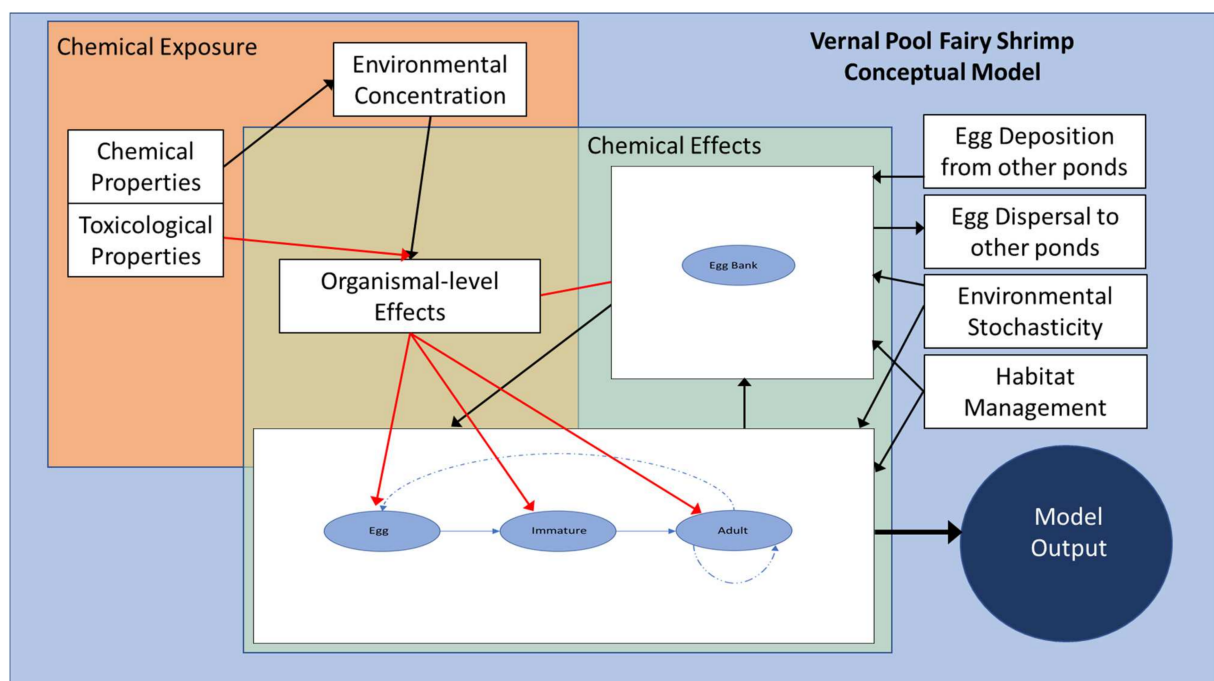 Chemical Exposure
Vernal Pool Fairy Shrimp
Conceptual Model
Environmental
Concentration
Chemical
Properties
Toxicological
Properties
Organismal-level
Effects
Chemical Effects
Egg Bank
Egg Deposition
from other ponds
Egg Dispersal to
other ponds
Environmental
Stochasticity
Habitat
Management
Egg
Immature
Adult
Model
Output